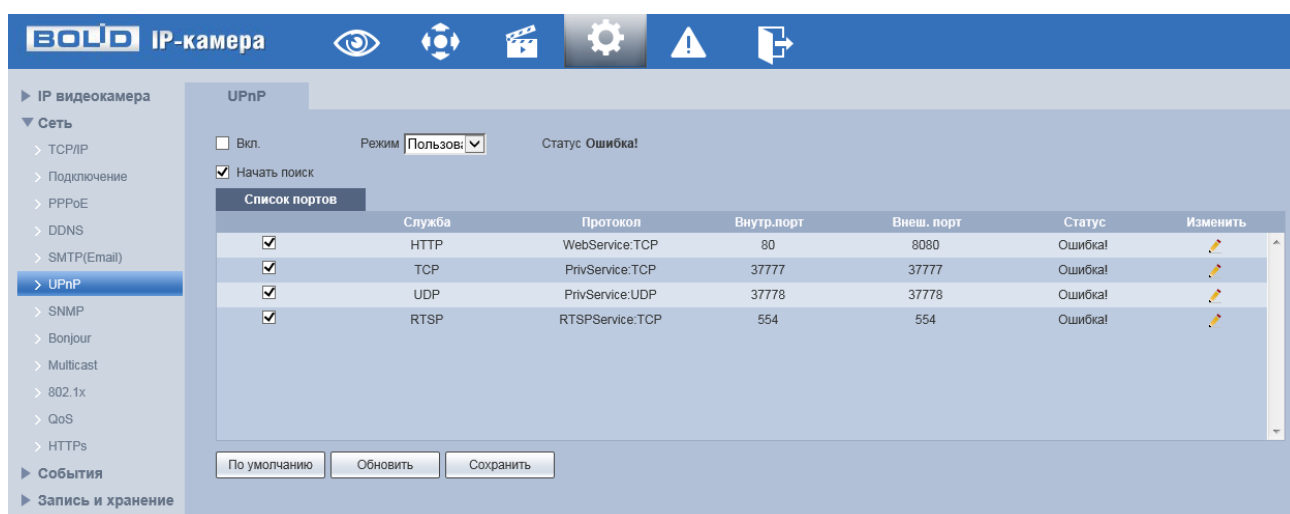 BOLID IP-камера
IP видеокамера
UPnP
Сеть
TCP/IP
Вкл.
Режим Пользова
Статус Ошибка!
Подключение
Начать поиск
PPPoE
Список портов
DDNS
Служба Протокол Внутр.порт Внеш. порт Статус Изменить
SMTP(Email)
HTTP WebService:TCP 80 8080 Ошибка!
TCP PrivService:TCP 37777 37777 Ошибка!
UPnP
UDP PrivService:UDP 37778 37778 Ошибка!
SNMP
RTSP RTSPService:TCP 554 554 Ошибка!
Bonjour
Multicast
802.1x
QoS
HTTPs
По умолчанию Обновить Сохранить
События
Запись и хранение